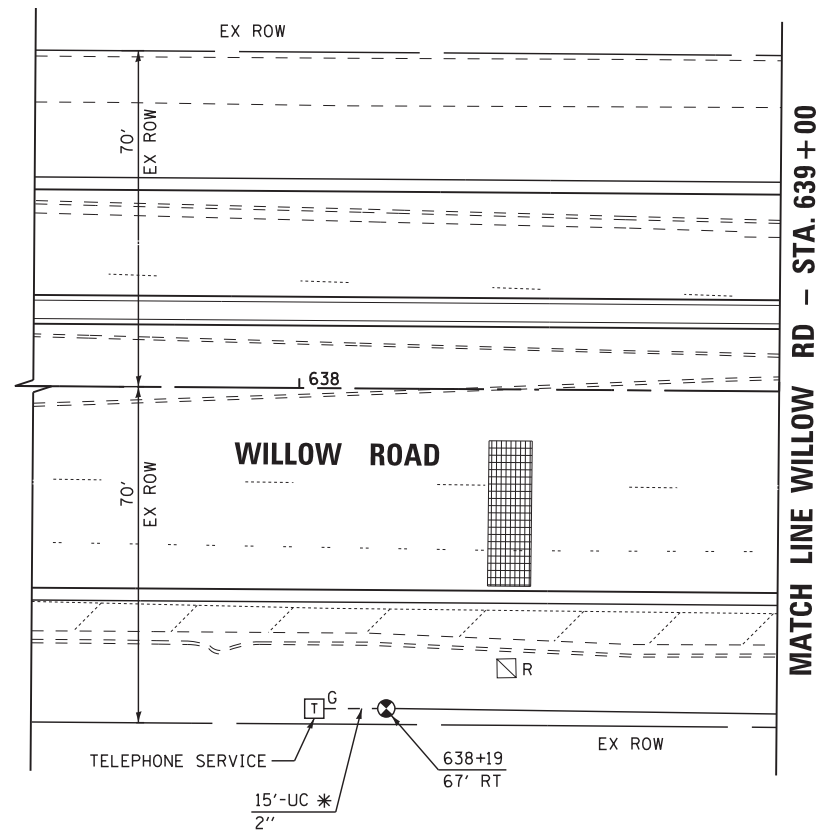 EX ROW
70'
EX ROW
638
WILLOW ROAD
70'
EX ROW
R
T
G
EX ROW
TELEPHONE SERVICE
638+19
67' RT
15'-UC *
2''
MATCH LINE WILLOW RD - STA. 639+00